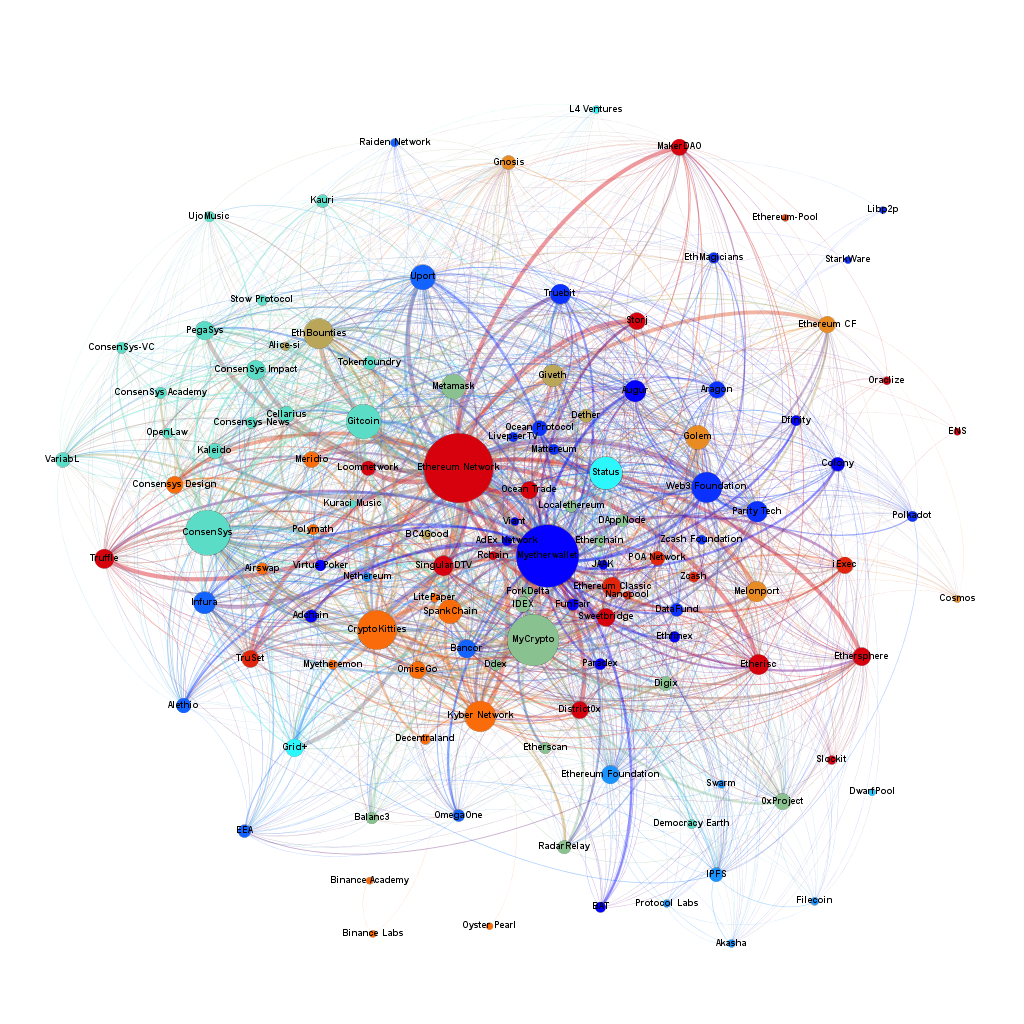 L4 Ventures
Raiden Network
MakerDAO
Gnosis
Kauri
UjoMusic
Libp2p
Ethereum-Pool
EthMagicians
StarkWare
Uport
Truebit
Stow Protocol
Storj
Ethereum CF
PegaSys
EthBounties
Alice-si
ConsenSys-VC
Tokenfoundry
ConsenSys Impact
Giveth
Oraclize
Metamask
Augur
Aragon
ConsenSys Academy
Cellarius
Dether
Consensys News
Gitcoin
Dfinity
Ocean Protocol
OpenLaw
LivepeerTV
Golem
ENS
Kaleido
Mattereum
VariabL
Meridio
Loomnetwork
Ethereum Network
Status
Colony
Consensys Design
Web3 Foundation
Ocean Trade
Kuraci Music
Localethereum
Parity Tech
Polkadot
Viant
DAppNode
ConsenSys
Polymath
BC4Good
AdEx Network
Etherchain
Zcash Foundation
Truffle
Rchain
Myetherwallet
POA Network
Virtue Poker
SingularDTV
JAAK
iExec
Airswap
Nethereum
Zcash
ForkDelta
Ethereum Classic
Melonport
Nanopool
LitePaper
Cosmos
Infura
IDEX
FunFair
SpankChain
DataFund
AdChain
Sweetbridge
CryptoKitties
MyCrypto
Ethfinex
Bancor
TruSet
Myetheremon
Ddex
Paradex
Etherisc
Ethersphere
OmiseGo
Digix
Alethio
District0x
Kyber Network
Decentraland
Grid+
Etherscan
Slockit
Ethereum Foundation
Swarm
DwarfPool
0xProject
Balanc3
OmegaOne
Democracy Earth
EEA
RadarRelay
IPFS
Binance Academy
Filecoin
Protocol Labs
BAT
Oyster Pearl
Binance Labs
Akasha